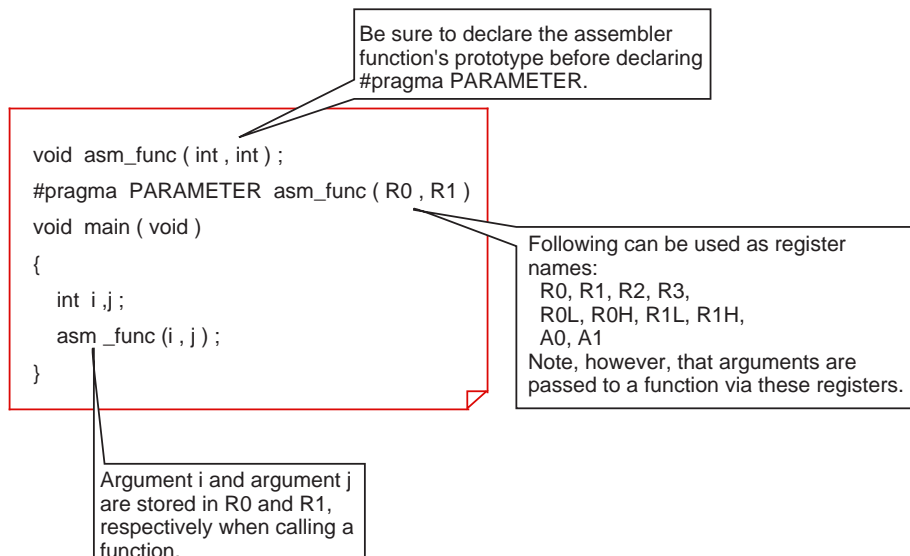 Be sure to declare the assembler
function's prototype before declaring
#pragma PARAMETER.
void asm_func ( int , int ) ;
#pragma PARAMETER asm_func ( R0 , R1 )
void main ( void )
{
int i ,j ;
asm _func (i , j ) ;
}
Following can be used as register
names:
R0, R1, R2, R3,
R0L, R0H, R1L, R1H,
A0, A1
Note, however, that arguments are
passed to a function via these registers.
Argument i and argument j
are stored in R0 and R1,
respectively when calling a
function.